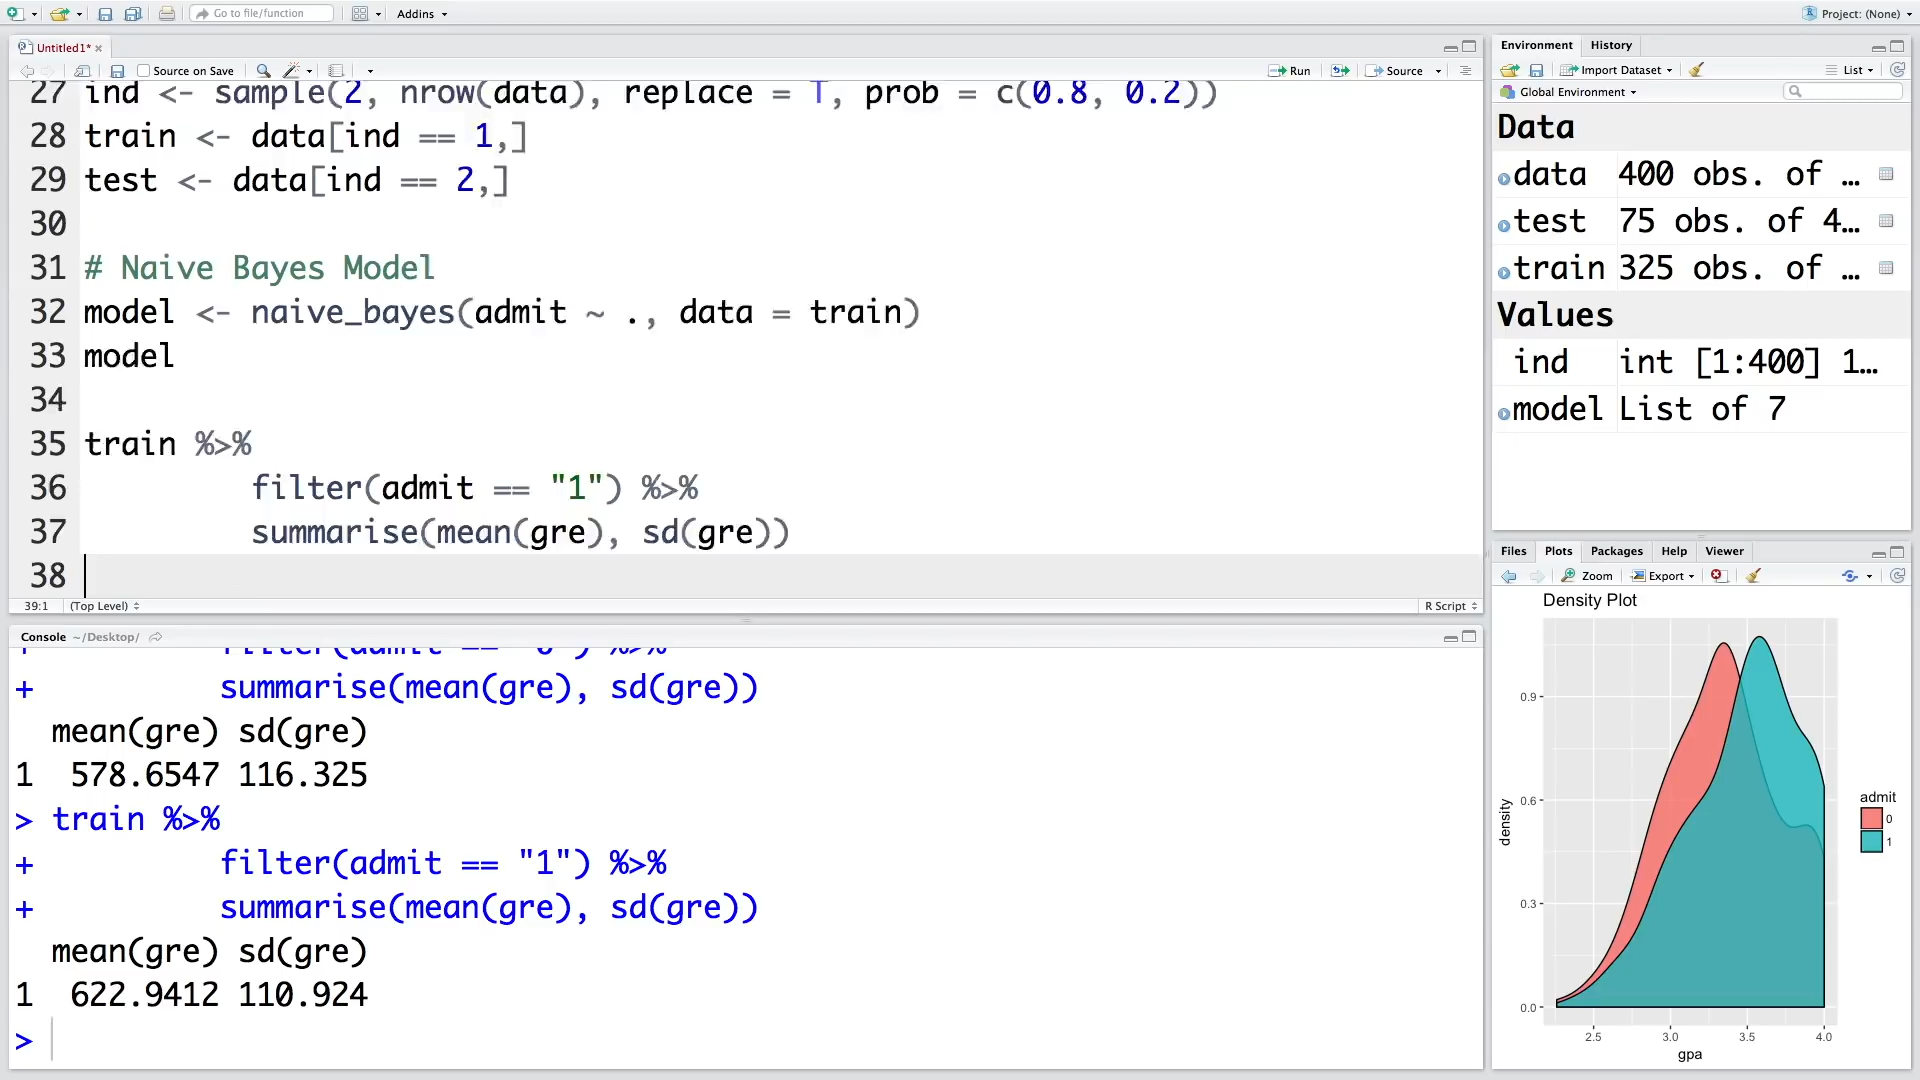 Go to file/function
Addins
Project: (None)
Untitled1*
Source on Save
Run
Source
27 ind <- sample(2, nrow(data), replace = T, prob = c(0.8, 0.2))
28 train <- data[ind == 1,]
29 test <- data[ind == 2,]
30
31 # Naive Bayes Model
32 model <- naive_bayes(admit ~ ., data = train)
33 model
34
35 train %>%
36 filter(admit == "1") %>%
37 summarise(mean(gre), sd(gre))
38
39:1 (Top Level) R Script
Console ~/Desktop/
+ summarise(mean(gre), sd(gre))
mean(gre) sd(gre)
1 578.6547 116.325
> train %>%
+ filter(admit == "1") %>%
+ summarise(mean(gre), sd(gre))
mean(gre) sd(gre)
1 622.9412 110.924
>
Environment History
Import Dataset List
Global Environment
Data
data 400 obs. of …
test 75 obs. of 4…
train 325 obs. of …
Values
ind int [1:400] 1…
model List of 7
Files Plots Packages Help Viewer
Zoom Export
Density Plot
density
0.9
0.6
0.3
0.0
2.5 3.0 3.5 4.0
gpa
admit
0
1